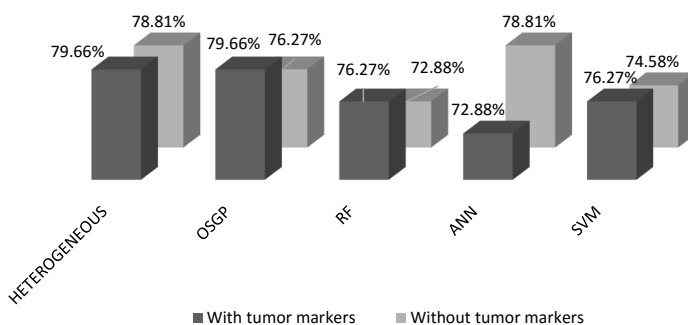 78.81%
78.81%
79.66%
79.66%
76.27%
76.27%
72.88%
76.27%
74.58%
72.88%
HETEROGENEOUS
OSGP
RF
ANN
SVM
With tumor markers
Without tumor markers